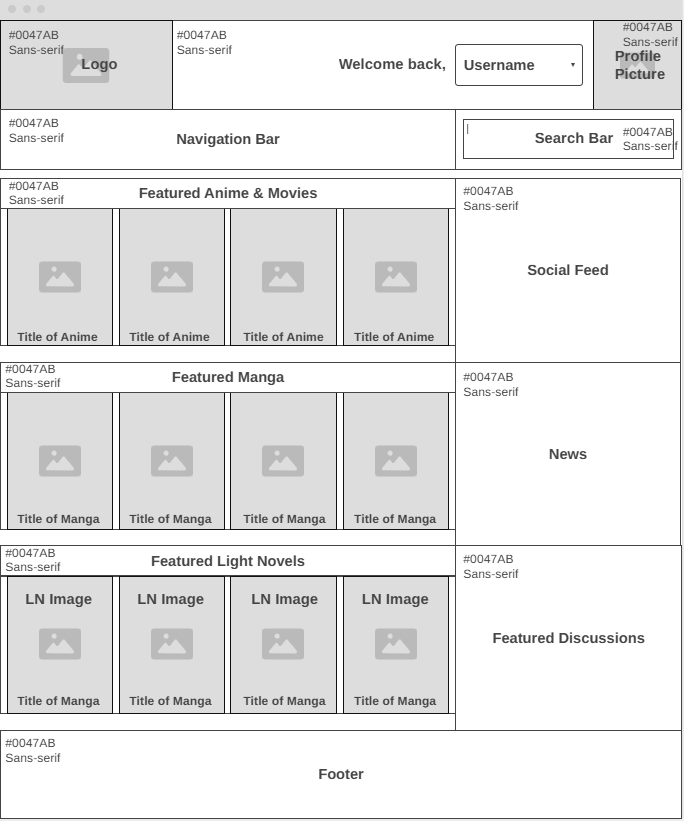 #0047AB
Sans-serif
Logo
#0047AB
Sans-serif
Welcome back,
Username
#0047AB
Sans-serif
Profile
Picture
#0047AB
Sans-serif
Navigation Bar
Search Bar
#0047AB
Sans-serif
#0047AB
Sans-serif
Featured Anime & Movies
Title of Anime
Title of Anime
Title of Anime
Title of Anime
#0047AB
Sans-serif
Social Feed
#0047AB
Sans-serif
Featured Manga
Title of Manga
Title of Manga
Title of Manga
Title of Manga
#0047AB
Sans-serif
News
#0047AB
Sans-serif
Featured Light Novels
LN Image
LN Image
LN Image
LN Image
Title of Manga
Title of Manga
Title of Manga
Title of Manga
#0047AB
Sans-serif
Featured Discussions
#0047AB
Sans-serif
Footer